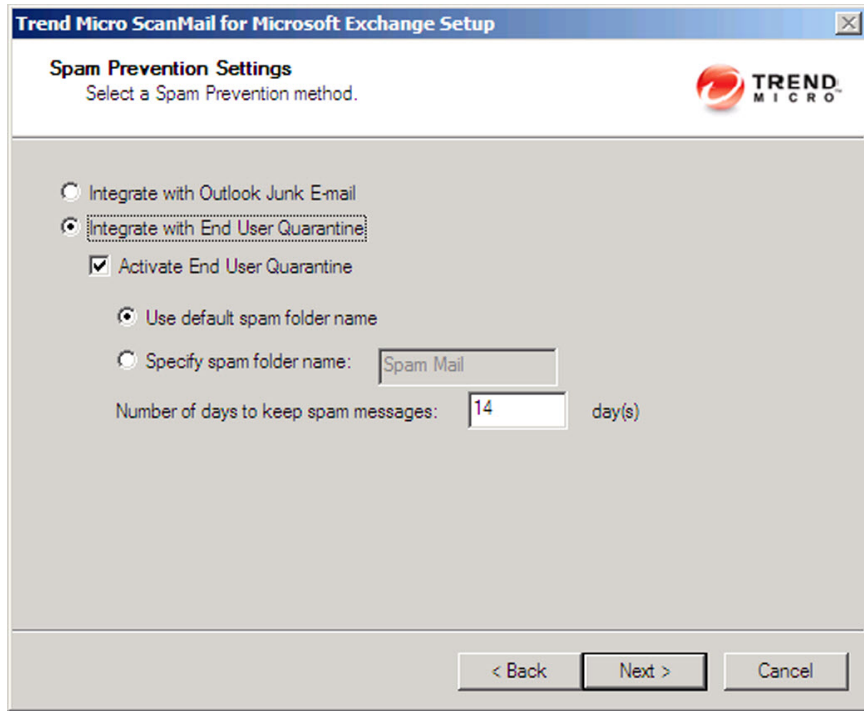 Trend Micro ScanMail for Microsoft Exchange Setup
Spam Prevention Settings
Select a Spam Prevention method.
TREND
MICRO™
Integrate with Outlook Junk E-mail
Integrate with End User Quarantine
Activate End User Quarantine
Use default spam folder name
Specify spam folder name: Spam Mail
Number of days to keep spam messages: 14 day(s)
< Back Next > Cancel